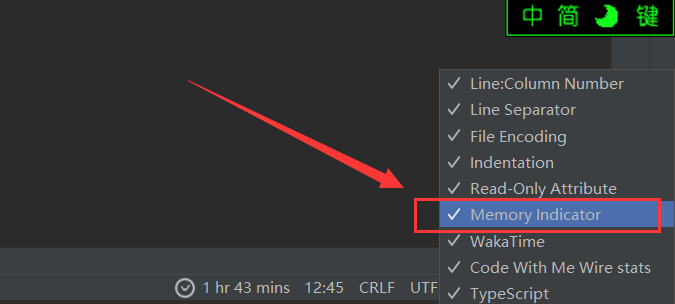 中 简 键
Line:Column Number
Line Separator
File Encoding
Indentation
Read-Only Attribute
Memory Indicator
WakaTime
Code With Me Wire stats
TypeScript
1 hr 43 mins 12:45 CRLF UTF